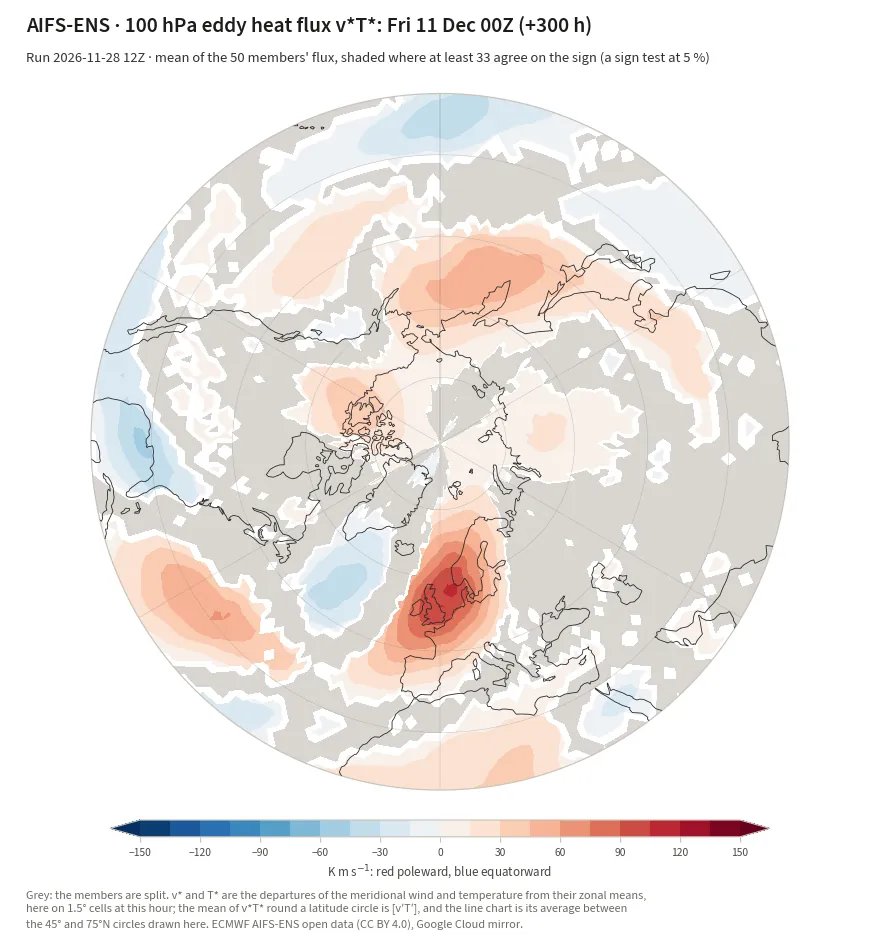 AIFS-ENS · 100 hPa eddy heat flux v*T*: Fri 11 Dec 00Z (+300 h)
Run 2026-11-28 12Z · mean of the 50 members' flux, shaded where at least 33 agree on the sign (a sign test at 5 %)
−150 −120 −90 −60 −30 0 30 60 90 120 150
K m s⁻¹: red poleward, blue equatorward
Grey: the members are split. v* and T* are the departures of the meridional wind and temperature from their zonal means,
here on 1.5° cells at this hour; the mean of v*T* round a latitude circle is [v′T′], and the line chart is its average between
the 45° and 75°N circles drawn here. ECMWF AIFS-ENS open data (CC BY 4.0), Google Cloud mirror.